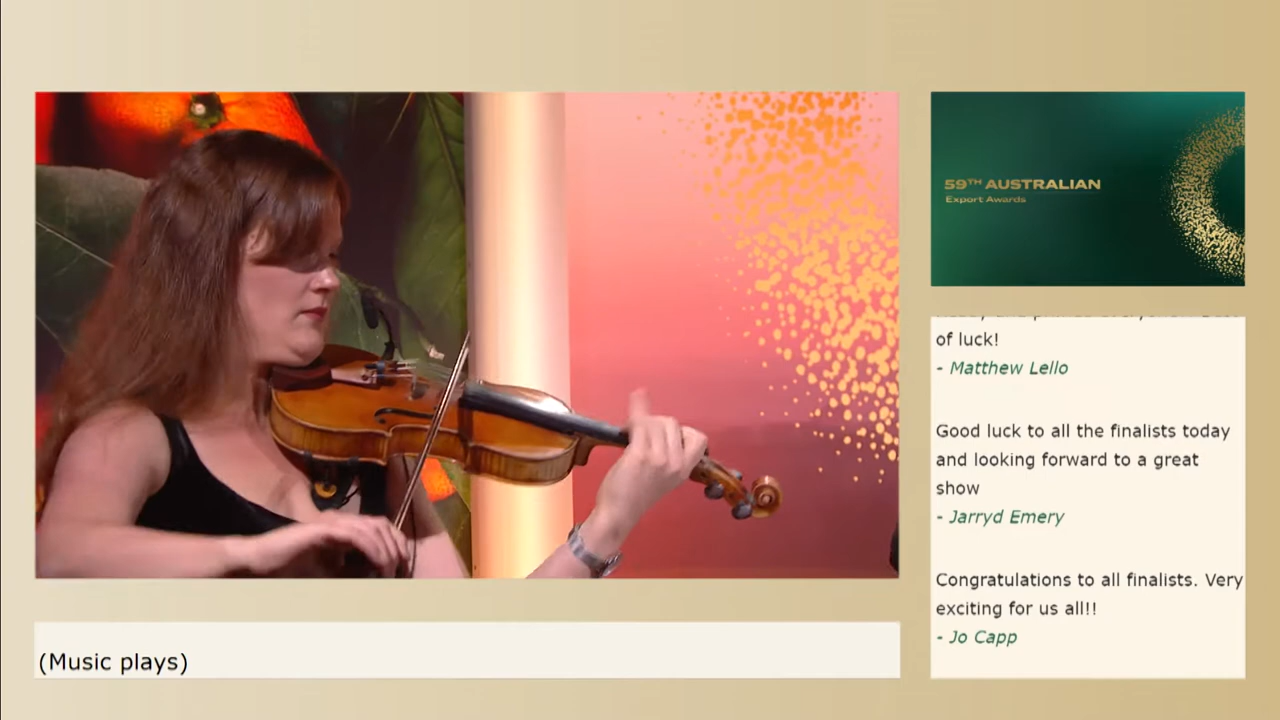 59TH AUSTRALIAN
Export Awards
of luck!
- Matthew Lello
Good luck to all the finalists today
and looking forward to a great
show
- Jarryd Emery
Congratulations to all finalists. Very
exciting for us all!!
- Jo Capp
(Music plays)